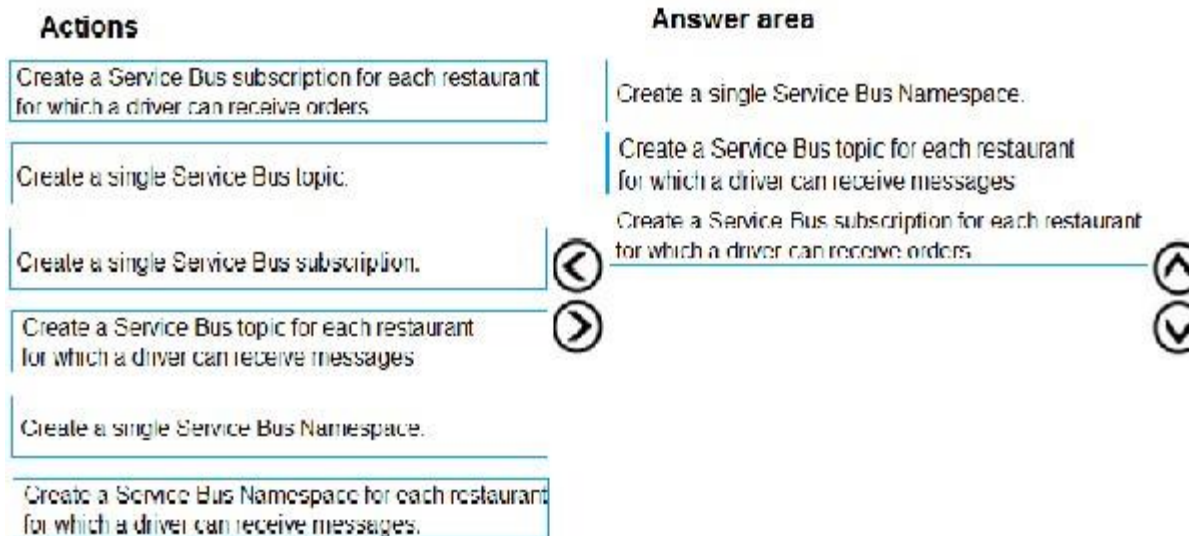 Actions
Create a Service Bus subscription for each restaurant
for which a driver can receive orders
Create a single Service Bus topic.
Create a single Service Bus subscription.
Create a Service Bus topic for each restaurant
for which a driver can receive messages
Create a single Service Bus Namespace.
Create a Service Bus Namespace for each restaurant
for which a driver can receive messages.
Answer area
Create a single Service Bus Namespace.
Create a Service Bus topic for each restaurant
for which a driver can receive messages
Create a Service Bus subscription for each restaurant
for which a driver can receive orders